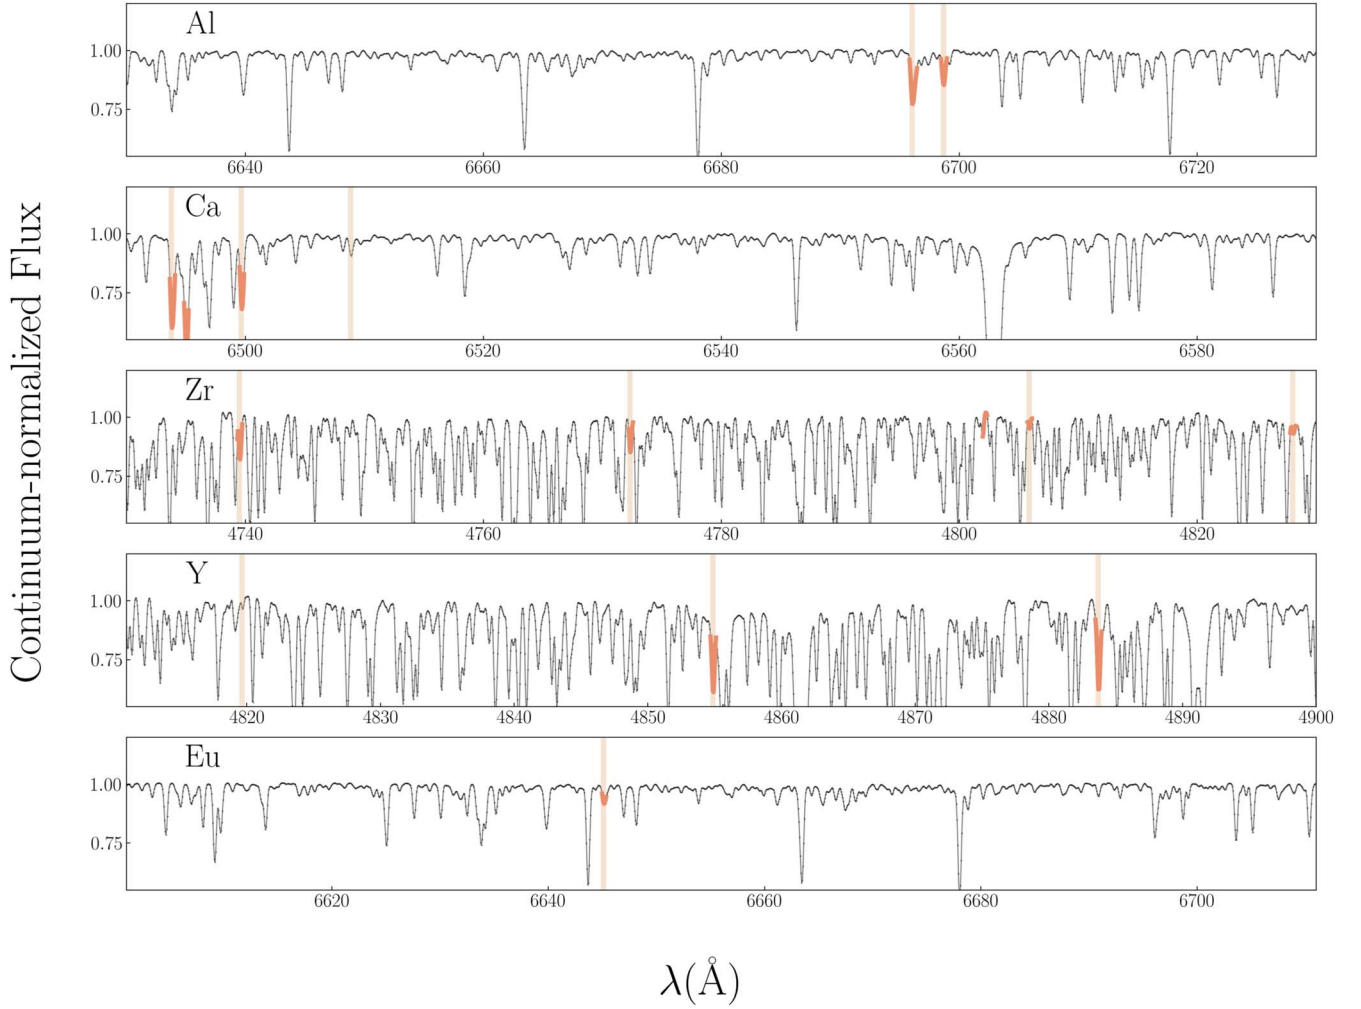 Continuum-normalized Flux
Al
1.00
0.75
6640 6660 6680 6700 6720
Ca
1.00
0.75
6500 6520 6540 6560 6580
Zr
1.00
0.75
4740 4760 4780 4800 4820
Y
1.00
0.75
4820 4830 4840 4850 4860 4870 4880 4890 4900
Eu
1.00
0.75
6620 6640 6660 6680 6700
λ(Å)